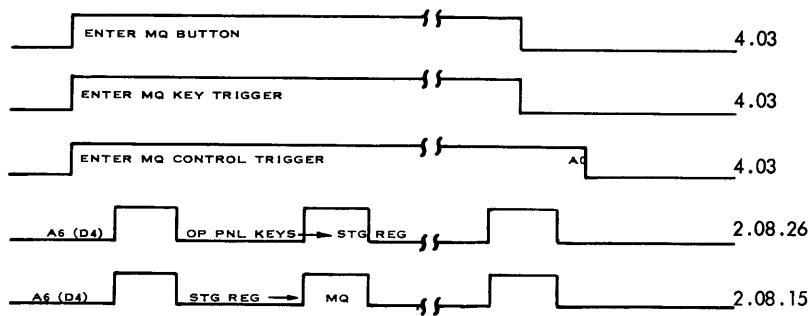 ENTER MQ BUTTON 4.03
ENTER MQ KEY TRIGGER 4.03
ENTER MQ CONTROL TRIGGER A0 4.03
A6 (D4) OP PNL KEYS → STG REG 2.08.26
A6 (D4) STG REG → MQ 2.08.15